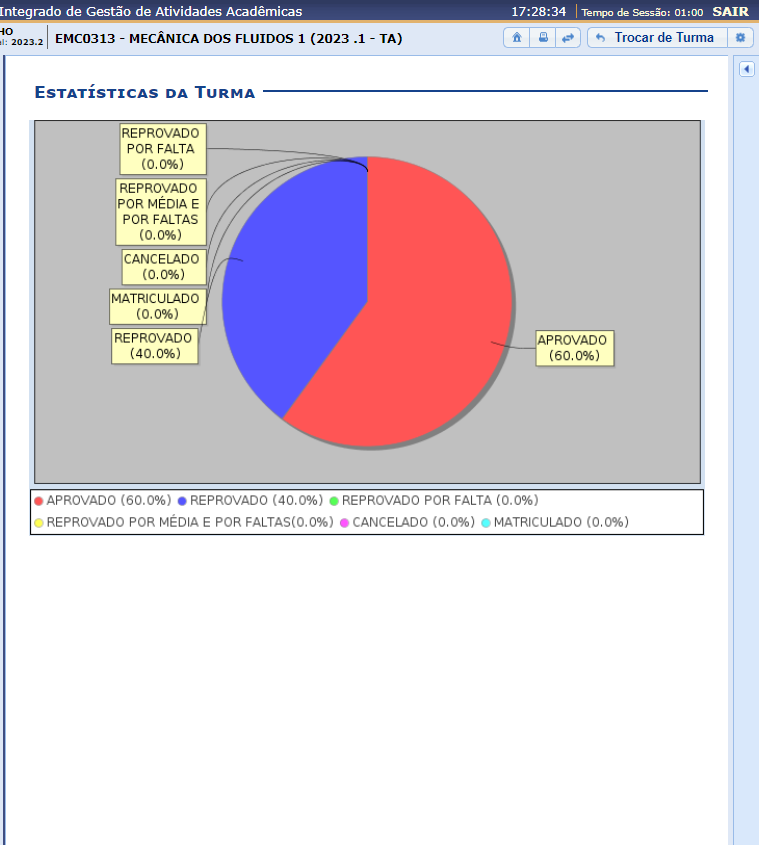 Integrado de Gestão de Atividades Acadêmicas 17:28:34 Tempo de Sessão: 01:00 SAIR
HO
el: 2023.2
EMC0313 - MECÂNICA DOS FLUIDOS 1 (2023 .1 - TA) Trocar de Turma
Estatísticas da Turma
REPROVADO
POR FALTA
(0.0%)
REPROVADO
POR MÉDIA E
POR FALTAS
(0.0%)
CANCELADO
(0.0%)
MATRICULADO
(0.0%)
REPROVADO
(40.0%)
APROVADO
(60.0%)
APROVADO (60.0%) REPROVADO (40.0%) REPROVADO POR FALTA (0.0%)
REPROVADO POR MÉDIA E POR FALTAS(0.0%) CANCELADO (0.0%) MATRICULADO (0.0%)